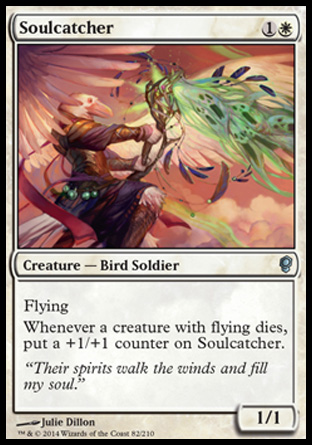 Soulcatcher 1
Creature — Bird Soldier
Flying
Whenever a creature with flying dies,
put a +1/+1 counter on Soulcatcher.
“Their spirits walk the winds and fill
my soul.”
Julie Dillon
™ & © 2014 Wizards of the Coast 82/210
1/1